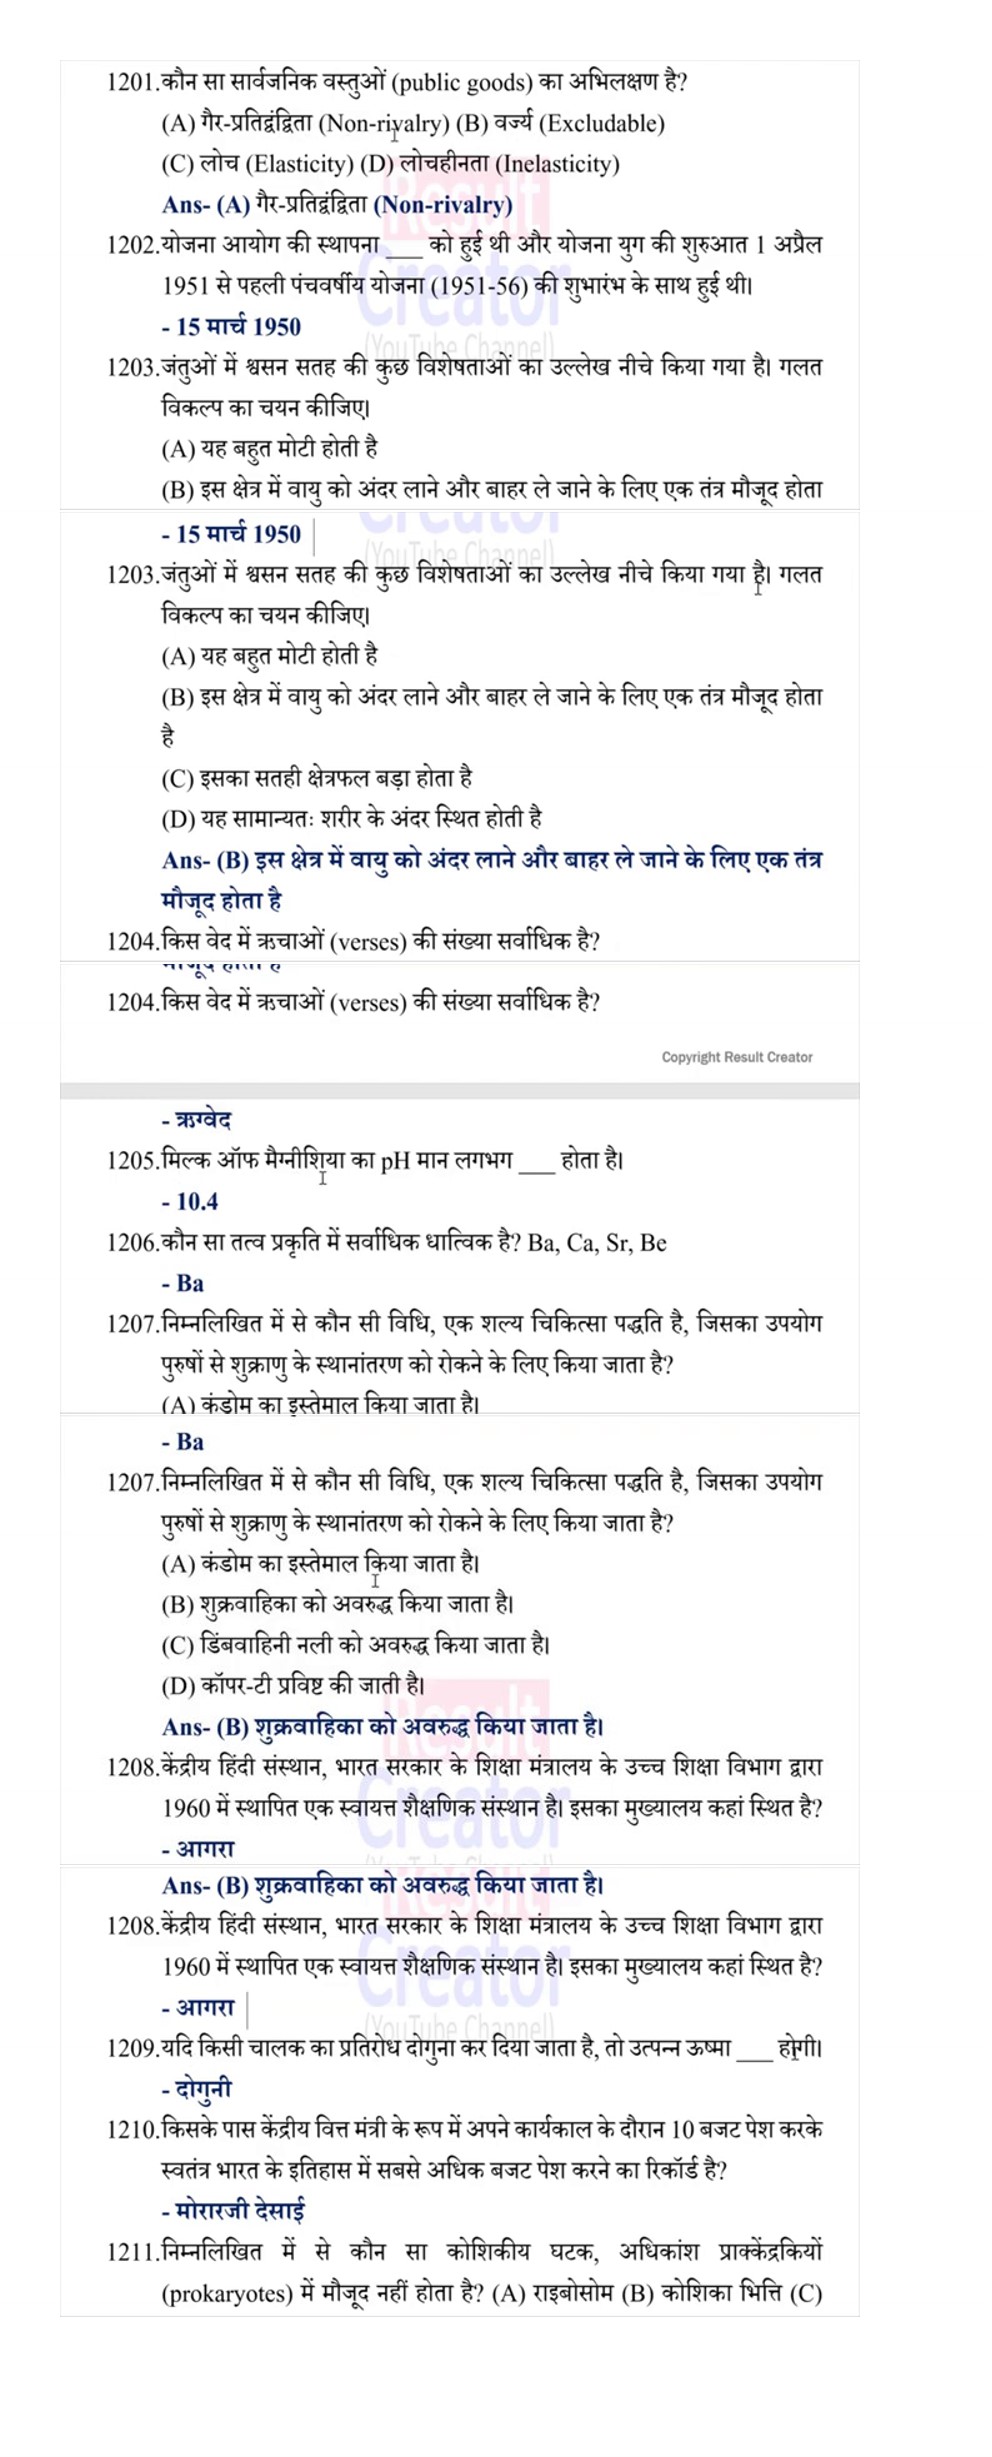 1201.कौन सा सार्वजनिक वस्तुओं (public goods) का अभिलक्षण है?
(A) गैर-प्रतिद्वंद्विता (Non-rivalry) (B) वर्ज्य (Excludable)
(C) लोच (Elasticity) (D) लोचहीनता (Inelasticity)
Ans- (A) गैर-प्रतिद्वंद्विता (Non-rivalry)
1202.योजना आयोग की स्थापना ___ को हुई थी और योजना युग की शुरुआत 1 अप्रैल
1951 से पहली पंचवर्षीय योजना (1951-56) की शुभारंभ के साथ हुई थी।
- 15 मार्च 1950
1203.जंतुओं में श्वसन सतह की कुछ विशेषताओं का उल्लेख नीचे किया गया है। गलत
विकल्प का चयन कीजिए।
(A) यह बहुत मोटी होती है
(B) इस क्षेत्र में वायु को अंदर लाने और बाहर ले जाने के लिए एक तंत्र मौजूद होता
- 15 मार्च 1950
1203.जंतुओं में श्वसन सतह की कुछ विशेषताओं का उल्लेख नीचे किया गया है। गलत
विकल्प का चयन कीजिए।
(A) यह बहुत मोटी होती है
(B) इस क्षेत्र में वायु को अंदर लाने और बाहर ले जाने के लिए एक तंत्र मौजूद होता
है
(C) इसका सतही क्षेत्रफल बड़ा होता है
(D) यह सामान्यतः शरीर के अंदर स्थित होती है
Ans- (B) इस क्षेत्र में वायु को अंदर लाने और बाहर ले जाने के लिए एक तंत्र
मौजूद होता है
1204.किस वेद में ऋचाओं (verses) की संख्या सर्वाधिक है?
मौजूद होता है
1204.किस वेद में ऋचाओं (verses) की संख्या सर्वाधिक है?
Copyright Result Creator
- ऋग्वेद
1205.मिल्क ऑफ मैग्नीशिया का pH मान लगभग ___ होता है।
- 10.4
1206.कौन सा तत्व प्रकृति में सर्वाधिक धात्विक है? Ba, Ca, Sr, Be
- Ba
1207.निम्नलिखित में से कौन सी विधि, एक शल्य चिकित्सा पद्धति है, जिसका उपयोग
पुरुषों से शुक्राणु के स्थानांतरण को रोकने के लिए किया जाता है?
(A) कंडोम का इस्तेमाल किया जाता है।
- Ba
1207.निम्नलिखित में से कौन सी विधि, एक शल्य चिकित्सा पद्धति है, जिसका उपयोग
पुरुषों से शुक्राणु के स्थानांतरण को रोकने के लिए किया जाता है?
(A) कंडोम का इस्तेमाल किया जाता है।
(B) शुक्रवाहिका को अवरुद्ध किया जाता है।
(C) डिंबवाहिनी नली को अवरुद्ध किया जाता है।
(D) कॉपर-टी प्रविष्ट की जाती है।
Ans- (B) शुक्रवाहिका को अवरुद्ध किया जाता है।
1208.केंद्रीय हिंदी संस्थान, भारत सरकार के शिक्षा मंत्रालय के उच्च शिक्षा विभाग द्वारा
1960 में स्थापित एक स्वायत्त शैक्षणिक संस्थान है। इसका मुख्यालय कहां स्थित है?
- आगरा
Ans- (B) शुक्रवाहिका को अवरुद्ध किया जाता है।
1208.केंद्रीय हिंदी संस्थान, भारत सरकार के शिक्षा मंत्रालय के उच्च शिक्षा विभाग द्वारा
1960 में स्थापित एक स्वायत्त शैक्षणिक संस्थान है। इसका मुख्यालय कहां स्थित है?
- आगरा
1209.यदि किसी चालक का प्रतिरोध दोगुना कर दिया जाता है, तो उत्पन्न ऊष्मा ___ होगी।
- दोगुनी
1210.किसके पास केंद्रीय वित्त मंत्री के रूप में अपने कार्यकाल के दौरान 10 बजट पेश करके
स्वतंत्र भारत के इतिहास में सबसे अधिक बजट पेश करने का रिकॉर्ड है?
- मोरारजी देसाई
1211.निम्नलिखित में से कौन सा कोशिकीय घटक, अधिकांश प्राक्केंद्रकियों
(prokaryotes) में मौजूद नहीं होता है? (A) राइबोसोम (B) कोशिका भित्ति (C)